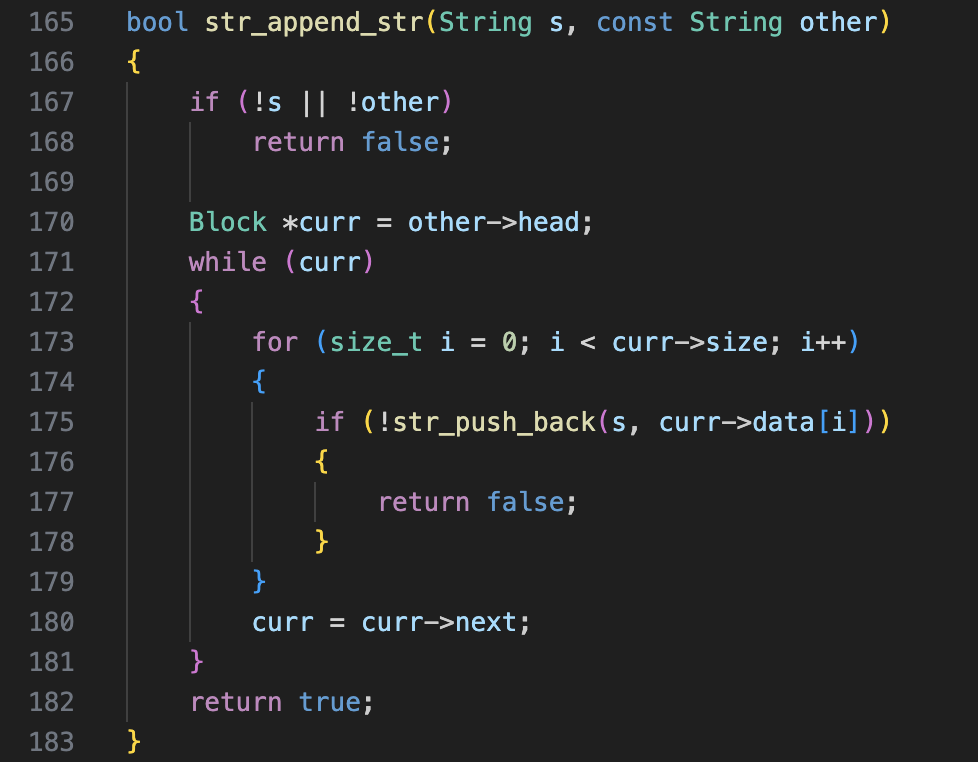 165 bool str_append_str(String s, const String other)
166 {
167     if (!s || !other)
168         return false;
169
170     Block *curr = other->head;
171     while (curr)
172     {
173         for (size_t i = 0; i < curr->size; i++)
174         {
175             if (!str_push_back(s, curr->data[i]))
176             {
177                 return false;
178             }
179         }
180         curr = curr->next;
181     }
182     return true;
183 }